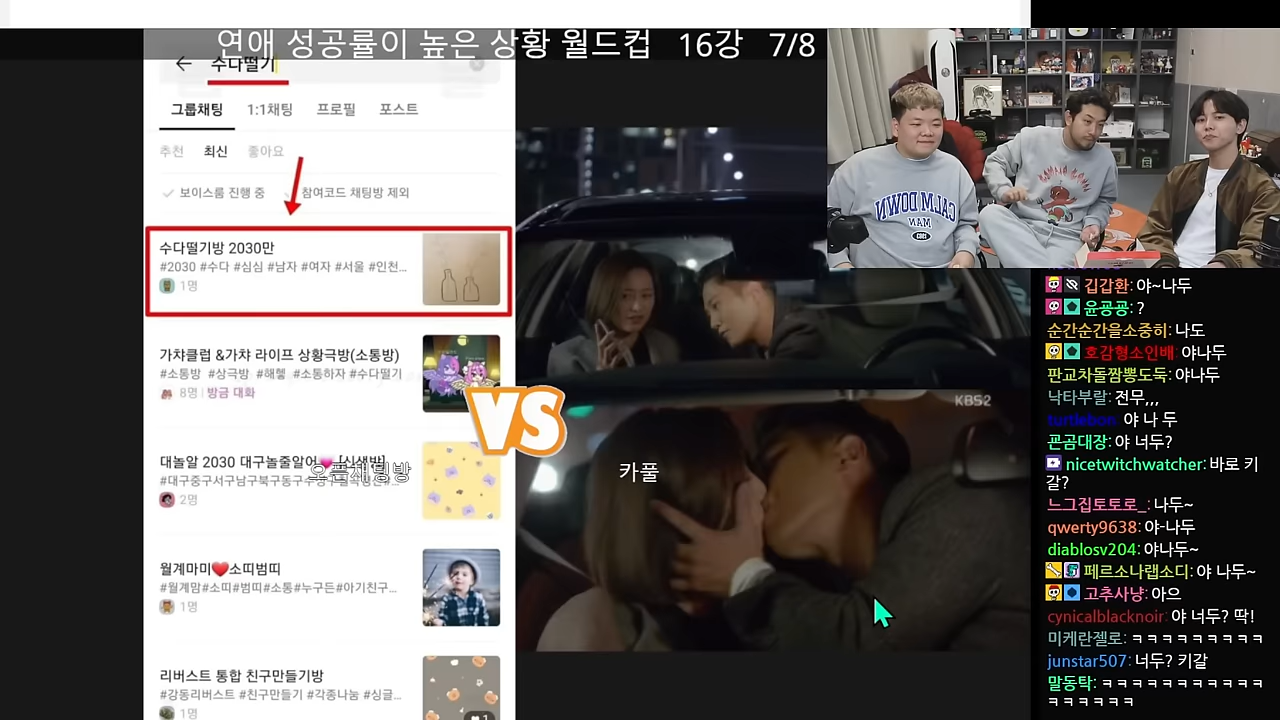 연애 성공률이 높은 상황 월드컵 16강 7/8
수다떨기
그룹채팅 1:1채팅 프로필 포스트
추천 최신 좋아요
보이스룸 진행 중 참여코드 채팅방 제외
수다떨기방 2030만
#2030 #수다 #심심 #남자 #여자 #서울 #인천...
1명
가챠클럽 &가챠 라이프 상황극방(소통방)
#소통방 #상극방 #해헬 #소통하자 #수다떨기
8명 방금 대화
대놀알 2030 대구놀줄알어
오픈채팅방
2명
월계마미❤️소띠범띠
#월계맘#소띠#범띠#소통#누구든#아기친구...
1명
리버스트 통합 친구만들기방
#강동리버스트 #친구만들기 #각종나눔 #싱글...
1명
VS
KBS2
카풀
CALM DOWN
MAN
김갑환: 야~나두
윤공공: ?
순간순간을소중히: 나도
호감형소인배: 야나두
판교차돌짬뽕도둑: 야나두
낙타부랄: 전무,,,
turtlebon: 야 나 두
푠곰대장: 야 너두?
nicetwitchwatcher: 바로 키
갈?
느그집토토로_: 나두~
qwerty9638: 야-나두
diablosv204: 야나두~
페르소나랩소디: 야 나두~
고추사냥: 아으
cynicalblacknoir: 야 너두? 딱!
미케란젤로: ㅋㅋㅋㅋㅋㅋㅋㅋㅋ
junstar507: 너두? 키갈
말동탁: ㅋㅋㅋㅋㅋㅋㅋㅋㅋㅋㅋ
ㅋㅋㅋㅋㅋㅋ